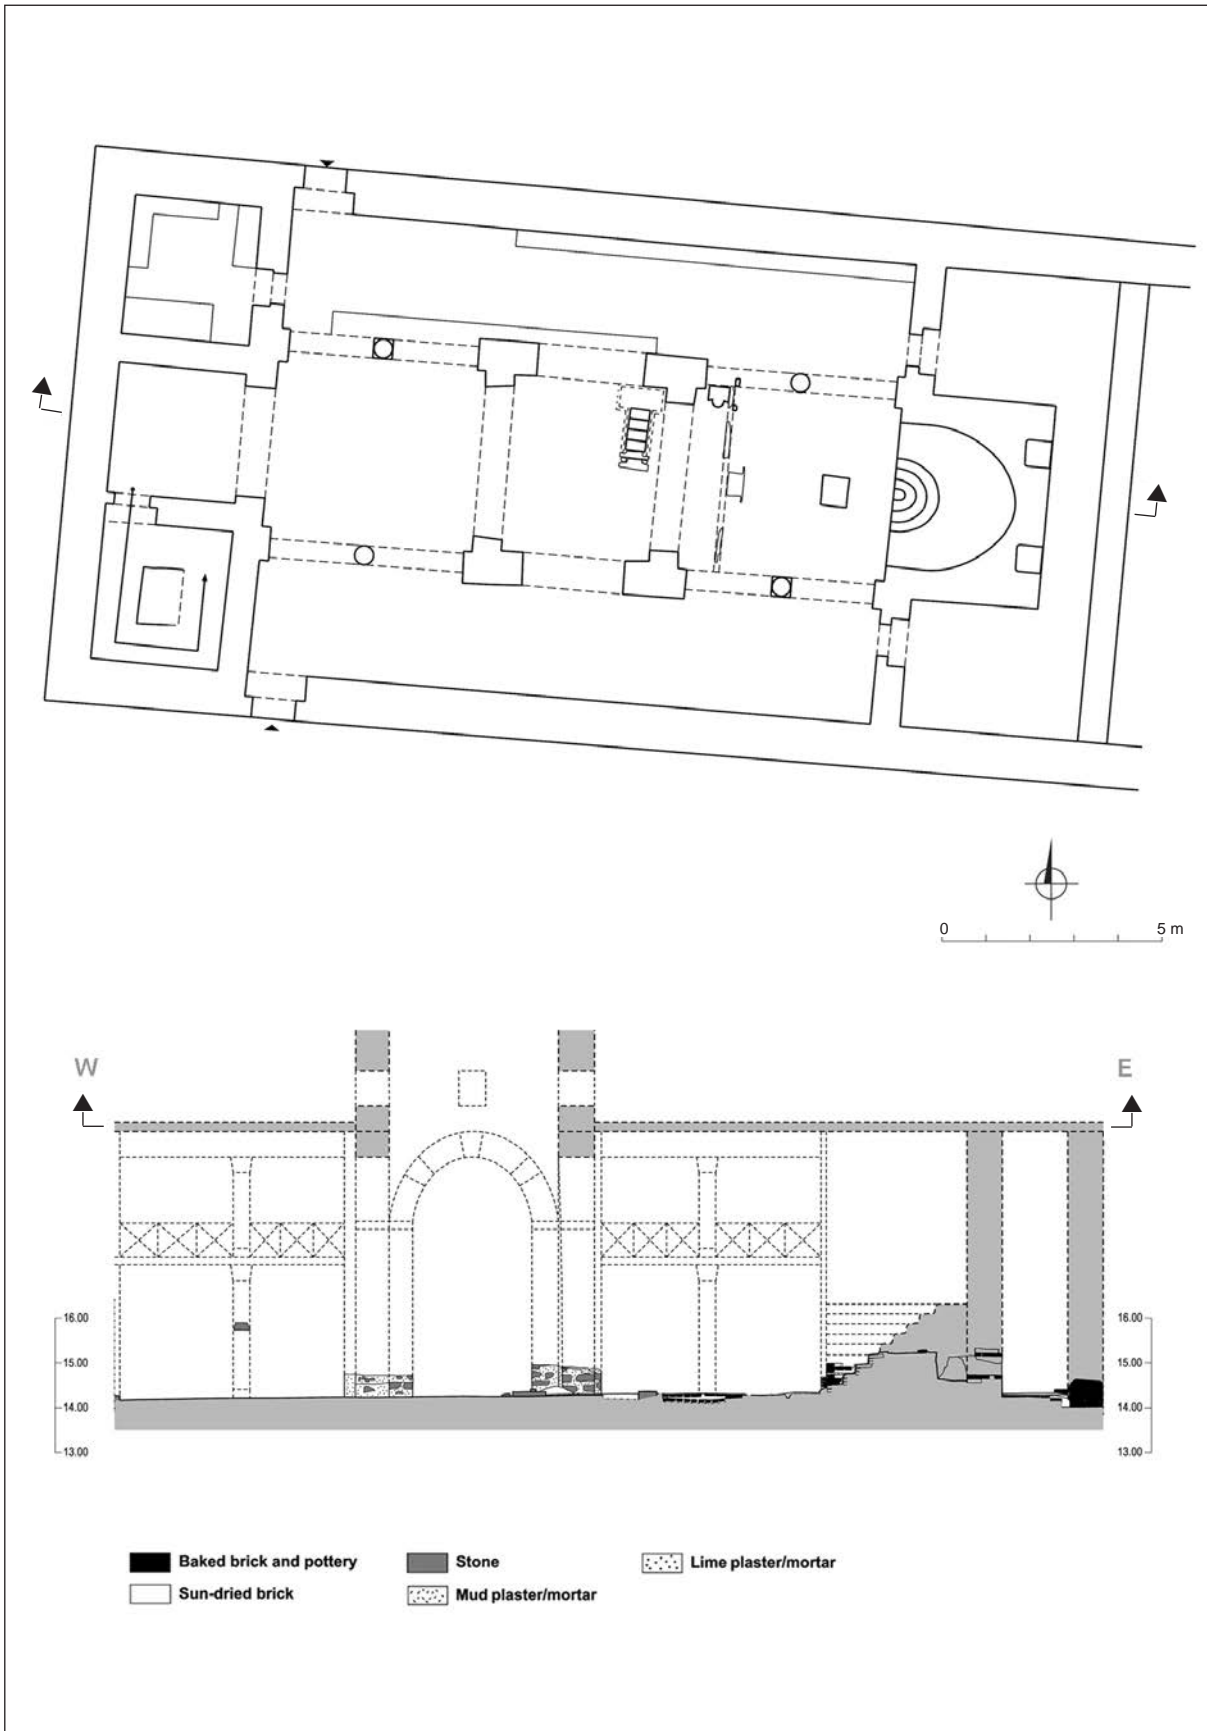 0 5 m
W E
16.00 16.00
15.00 15.00
14.00 14.00
13.00 13.00
Baked brick and pottery Stone Lime plaster/mortar
Sun-dried brick Mud plaster/mortar